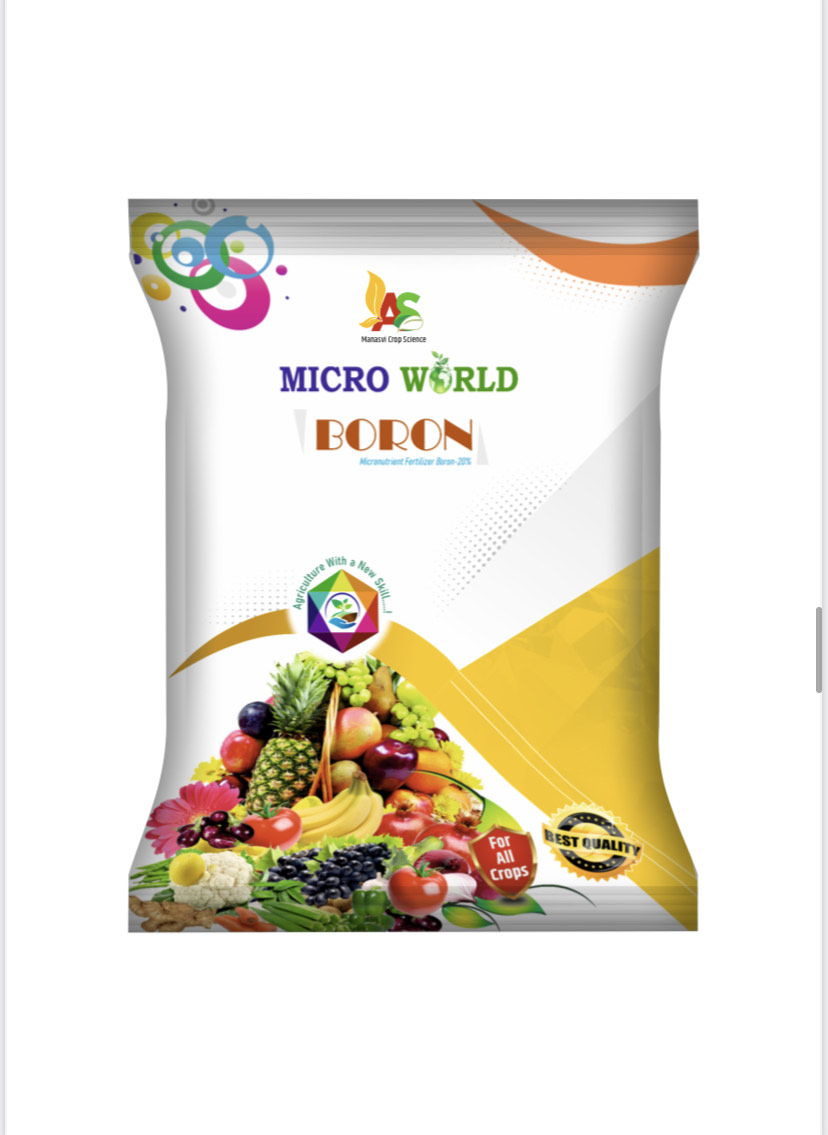 AS
Manasvi Crop Science
MICRO WORLD
BORON
Micronutrient Fertilizer Boron-20%
Agriculture With a New Skill....!
For
All
Crops
BEST QUALITY